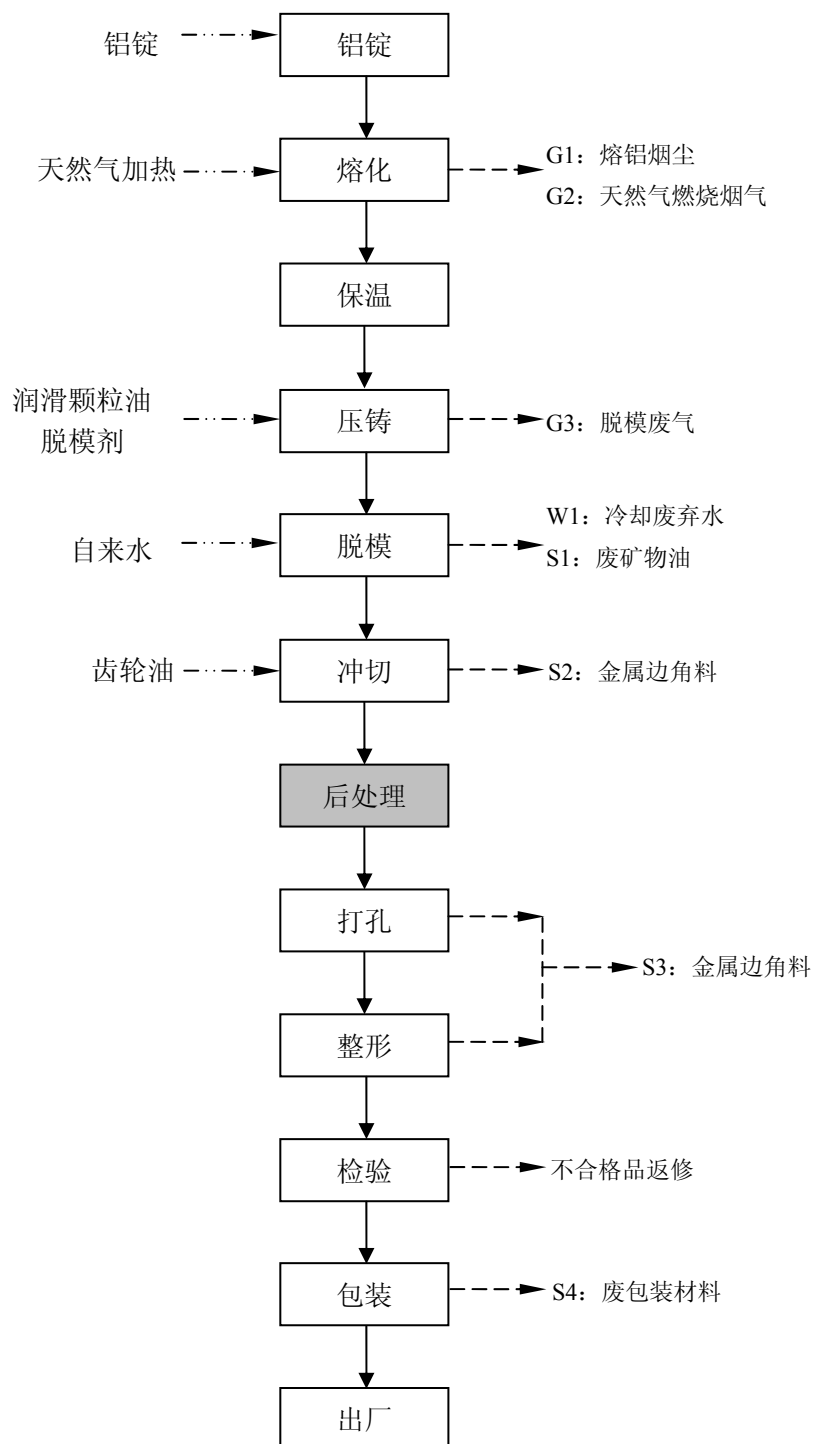 铝锭
铝锭
天然气加热
熔化
G1：熔铝烟尘
G2：天然气燃烧烟气
保温
润滑颗粒油
脱模剂
压铸
G3：脱模废气
自来水
脱模
W1：冷却废弃水
S1：废矿物油
齿轮油
冲切
S2：金属边角料
后处理
打孔
S3：金属边角料
整形
检验
不合格品返修
包装
S4：废包装材料
出厂